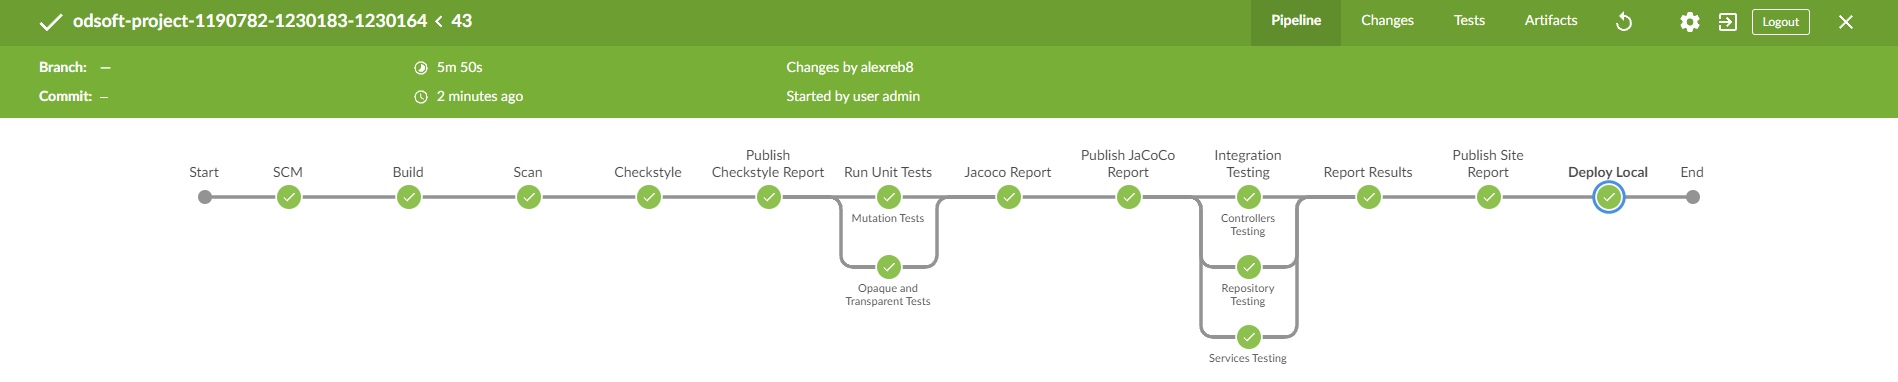 odsoft-project-1190782-1230183-1230164 < 43
Pipeline
Changes
Tests
Artifacts
Logout
Branch: —
5m 50s
Changes by alexreb8
Commit: —
2 minutes ago
Started by user admin
Start
SCM
Build
Scan
Checkstyle
Publish
Checkstyle Report
Run Unit Tests
Jacoco Report
Publish JaCoCo
Report
Integration
Testing
Report Results
Publish Site
Report
Deploy Local
End
Mutation Tests
Opaque and
Transparent Tests
Controllers
Testing
Repository
Testing
Services Testing